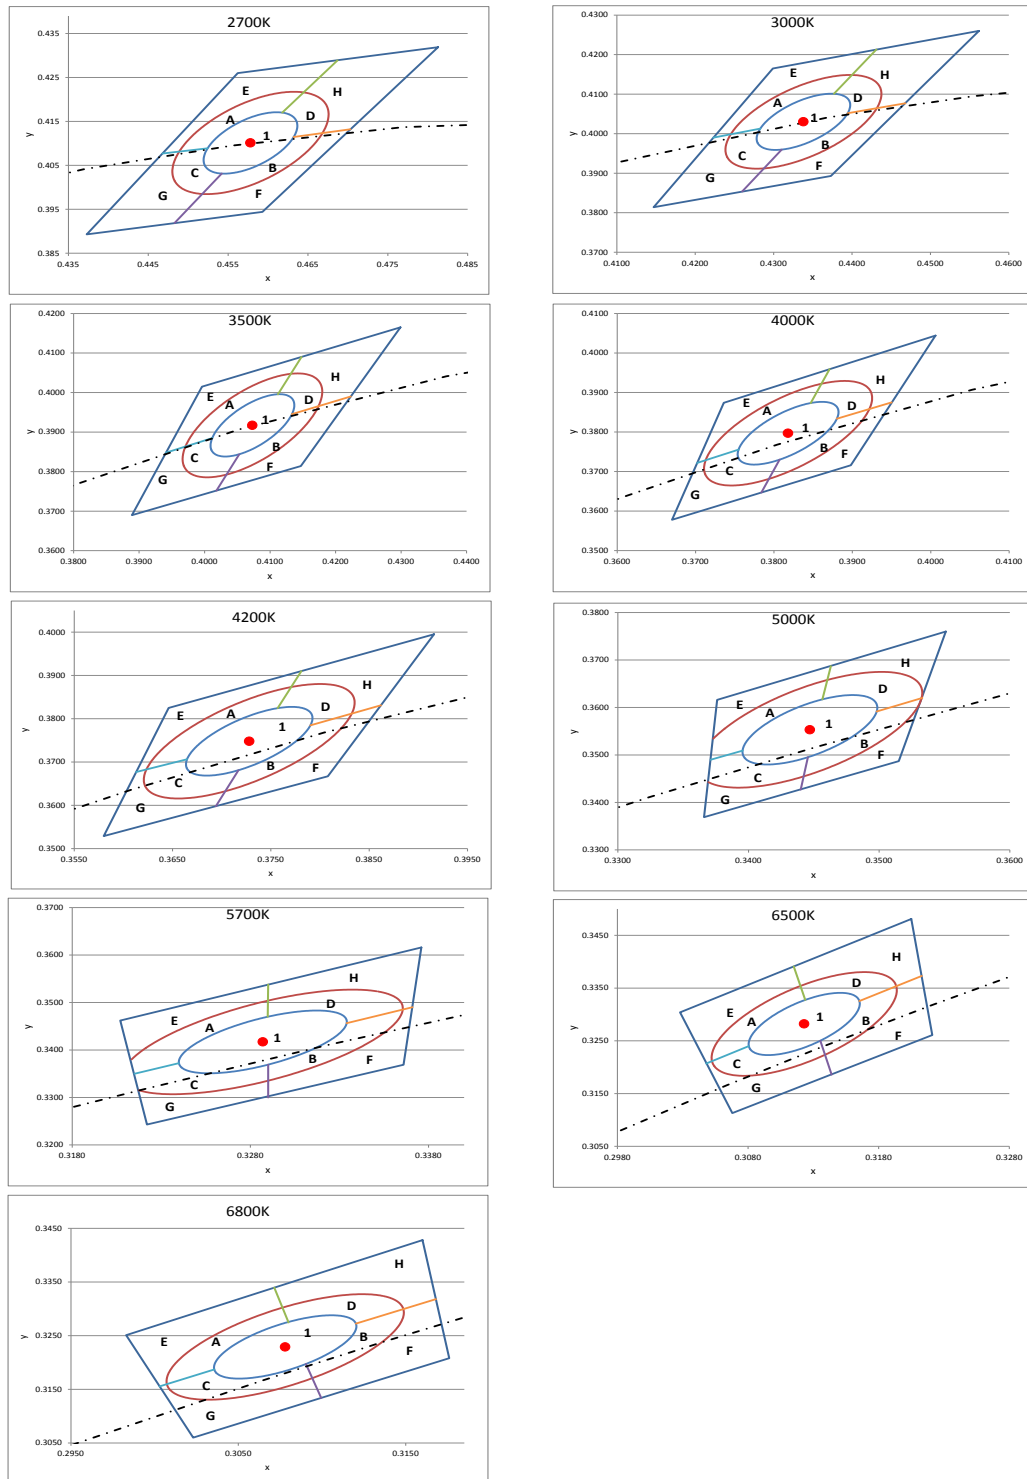 2700K
0.435
0.425
0.415
0.405
0.395
0.385
0.435 0.445 0.455 0.465 0.475 0.485
y
x
E
H
A
D
1
C
B
G
F
3000K
0.4300
0.4200
0.4100
0.4000
0.3900
0.3800
0.3700
0.4100 0.4200 0.4300 0.4400 0.4500 0.4600
y
x
E
H
A
D
1
B
C
F
G
3500K
0.4200
0.4100
0.4000
0.3900
0.3800
0.3700
0.3600
0.3800 0.3900 0.4000 0.4100 0.4200 0.4300 0.4400
y
x
H
E
A
D
1
B
C
F
G
4000K
0.4100
0.4000
0.3900
0.3800
0.3700
0.3600
0.3500
0.3600 0.3700 0.3800 0.3900 0.4000 0.4100
y
x
H
E
A
D
1
B
F
C
G
4200K
0.4000
0.3900
0.3800
0.3700
0.3600
0.3500
0.3550 0.3650 0.3750 0.3850 0.3950
y
x
H
E
A
D
1
B
F
C
G
5000K
0.3800
0.3700
0.3600
0.3500
0.3400
0.3300
0.3300 0.3400 0.3500 0.3600
y
x
H
D
E
A
1
B
F
C
G
5700K
0.3700
0.3600
0.3500
0.3400
0.3300
0.3200
0.3180 0.3280 0.3380
y
x
H
D
E
A
1
B
F
C
G
6500K
0.3450
0.3350
0.3250
0.3150
0.3050
0.2980 0.3080 0.3180 0.3280
y
x
H
D
E
A
1
B
F
C
G
6800K
0.3450
0.3350
0.3250
0.3150
0.3050
0.2950 0.3050 0.3150
y
x
H
D
E
A
1
B
F
C
G